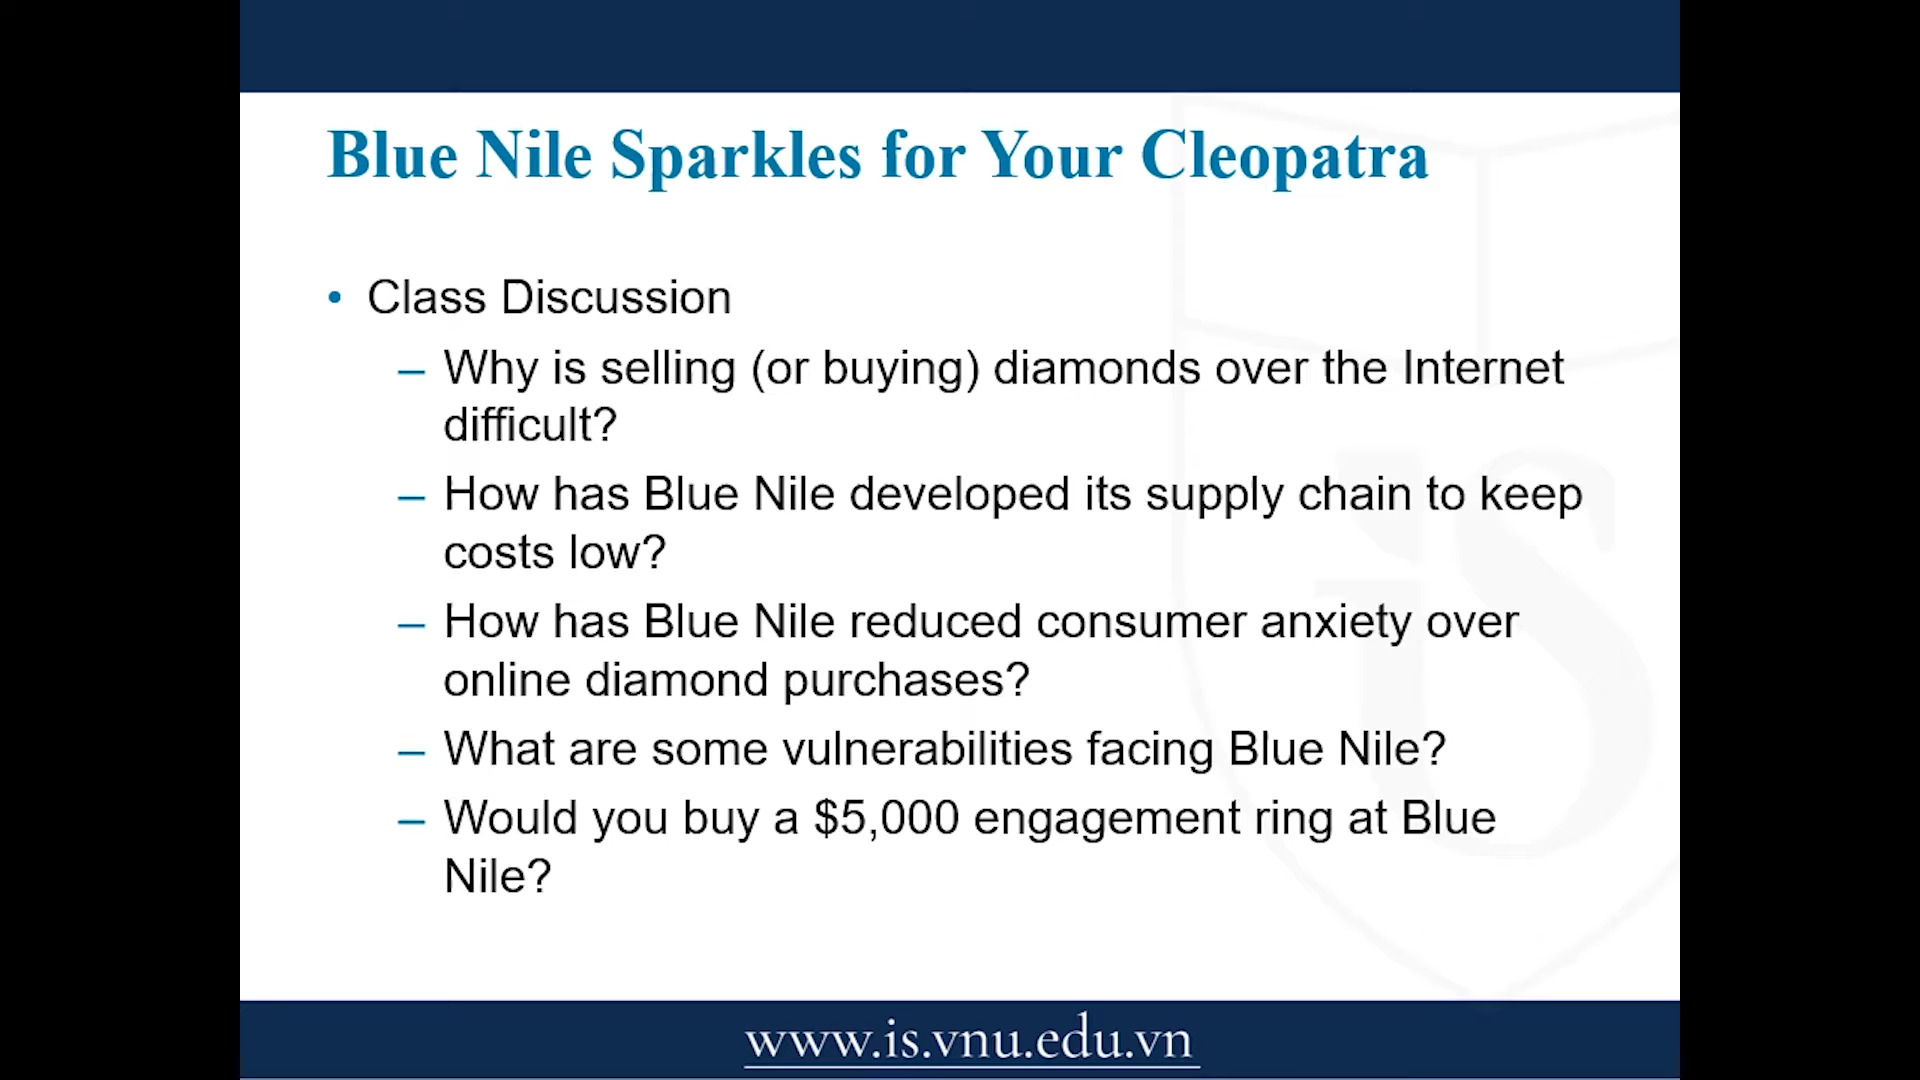 Blue Nile Sparkles for Your Cleopatra
• Class Discussion
– Why is selling (or buying) diamonds over the Internet
difficult?
– How has Blue Nile developed its supply chain to keep
costs low?
– How has Blue Nile reduced consumer anxiety over
online diamond purchases?
– What are some vulnerabilities facing Blue Nile?
– Would you buy a $5,000 engagement ring at Blue
Nile?
iS
www.is.vnu.edu.vn